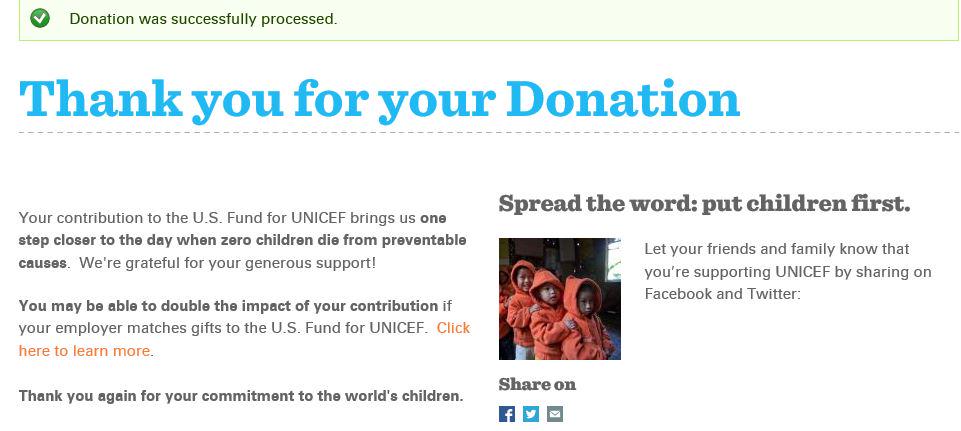 Donation was successfully processed.
Thank you for your Donation
Your contribution to the U.S. Fund for UNICEF brings us one
step closer to the day when zero children die from preventable
causes.  We're grateful for your generous support!
You may be able to double the impact of your contribution if
your employer matches gifts to the U.S. Fund for UNICEF.  Click
here to learn more.
Thank you again for your commitment to the world's children.
Spread the word: put children first.
Let your friends and family know that
you're supporting UNICEF by sharing on
Facebook and Twitter:
Share on